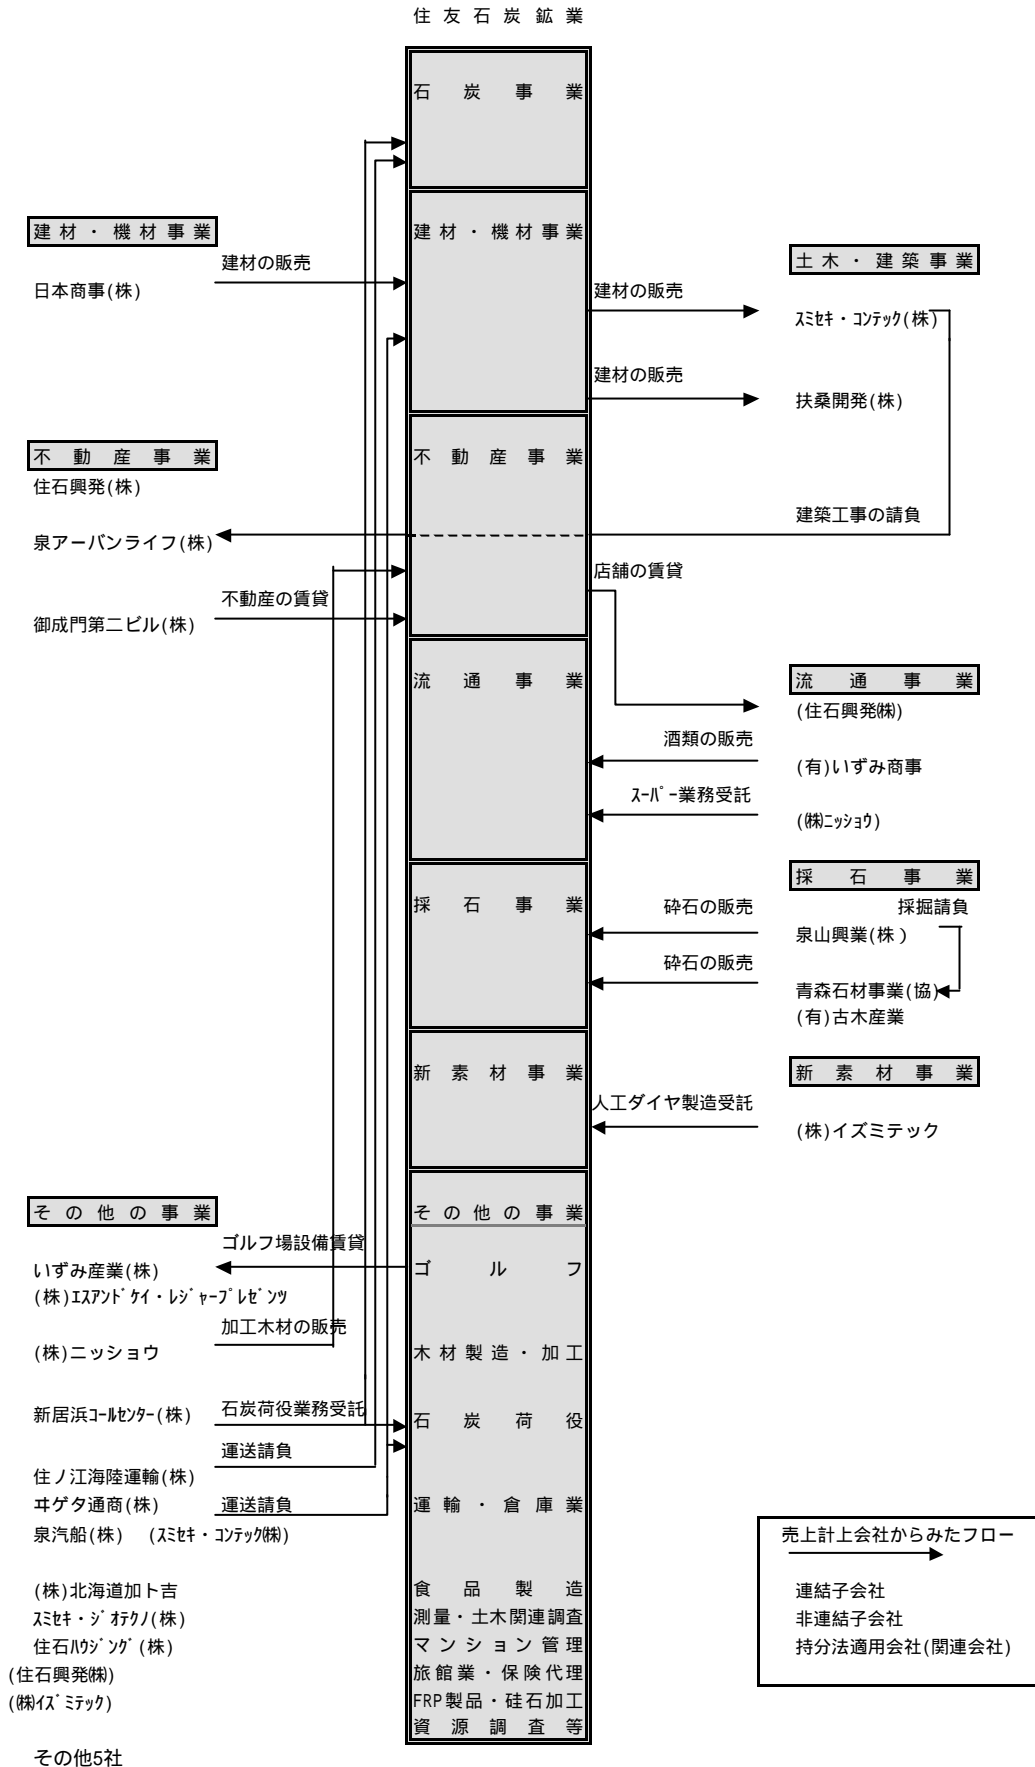 住友石炭鉱業
石炭事業
建材・機材事業
建材・機材事業
建材の販売
日本商事(株)
土木・建築事業
建材の販売
スミセキ・コンテック(株)
建材の販売
扶桑開発(株)
不動産事業
不動産事業
住石興発(株)
建築工事の請負
泉アーバンライフ(株)
店舗の賃貸
不動産の賃貸
御成門第二ビル(株)
流通事業
流通事業
(住石興発㈱)
酒類の販売
(有)いずみ商事
スーパー業務受託
(㈱ニッショウ)
採石事業
採石事業
採掘請負
砕石の販売
泉山興業(株)
砕石の販売
青森石材事業(協)
(有)古木産業
新素材事業
新素材事業
人工ダイヤ製造受託
(株)イズミテック
その他の事業
その他の事業
ゴルフ場設備賃貸
いずみ産業(株)
ゴルフ
(株)エスアンドケイ・レジャープレゼンツ
加工木材の販売
(株)ニッショウ
木材製造・加工
新居浜コールセンター(株)
石炭荷役業務受託
石炭荷役
運送請負
住ノ江海陸運輸(株)
ヰゲタ通商(株)
運送請負
運輸・倉庫業
泉汽船(株) (スミセキ・コンテック㈱)
売上計上会社からみたフロー
(株)北海道加ト吉
食品製造
連結子会社
スミセキ・ジオテクノ(株)
測量・土木関連調査
非連結子会社
住石ハウジング(株)
マンション管理
持分法適用会社(関連会社)
(住石興発㈱)
旅館業・保険代理
(㈱イズミテック)
FRP製品・硅石加工
資源調査等
その他5社